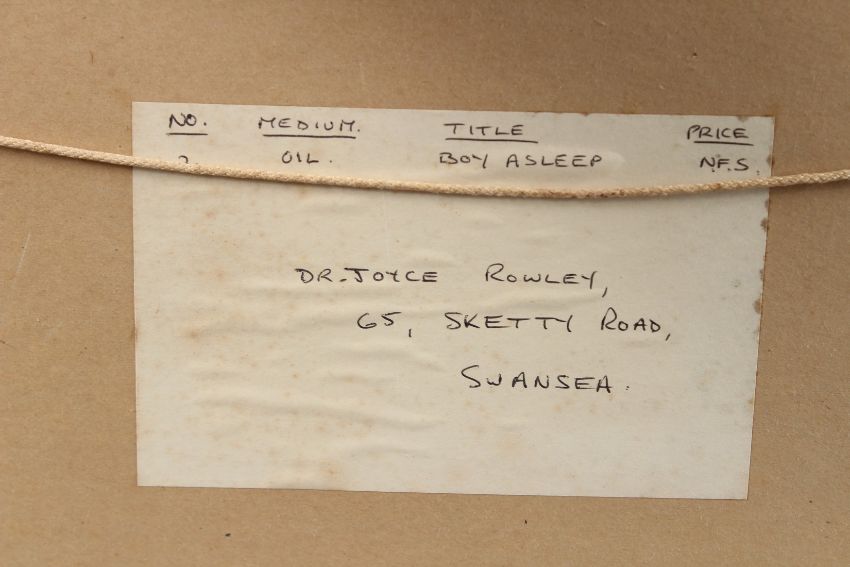 NO. MEDIUM. TITLE PRICE
OIL. BOY ASLEEP N.F.S.
DR. JOYCE ROWLEY,
65, SKETTY ROAD,
SWANSEA.